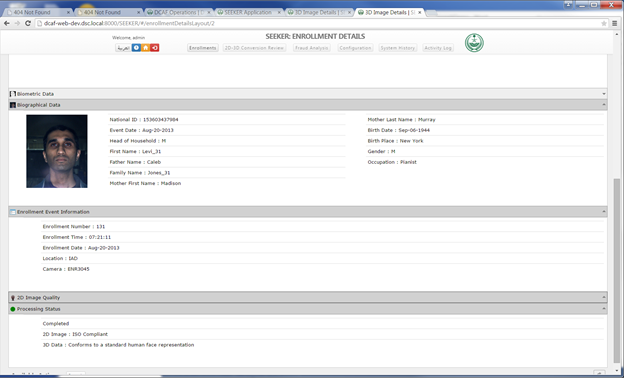 404 Not Found
404 Not Found
DCAF Operations |
SEEKER Application
3D Image Details |
3D Image Details |
dcaf-web-dev.dsc.local:8000/SEEKER/#/enrollmentDetailsLayout/2
Welcome, admin
العربية
SEEKER: ENROLLMENT DETAILS
Enrollments
2D-3D Conversion Review
Fraud Analysis
Configuration
System History
Activity Log
Biometric Data
Biographical Data
National ID : 153603437984
Event Date : Aug-20-2013
Head of Household : M
First Name : Levi_31
Father Name : Caleb
Family Name : Jones_31
Mother First Name : Madison
Mother Last Name : Murray
Birth Date : Sep-06-1944
Birth Place : New York
Gender : M
Occupation : Pianist
Enrollment Event Information
Enrollment Number : 131
Enrollment Time : 07:21:11
Enrollment Date : Aug-20-2013
Location : IAD
Camera : ENR3045
2D Image Quality
Processing Status
Completed
2D Image : ISO Compliant
3D Data : Conforms to a standard human face representation